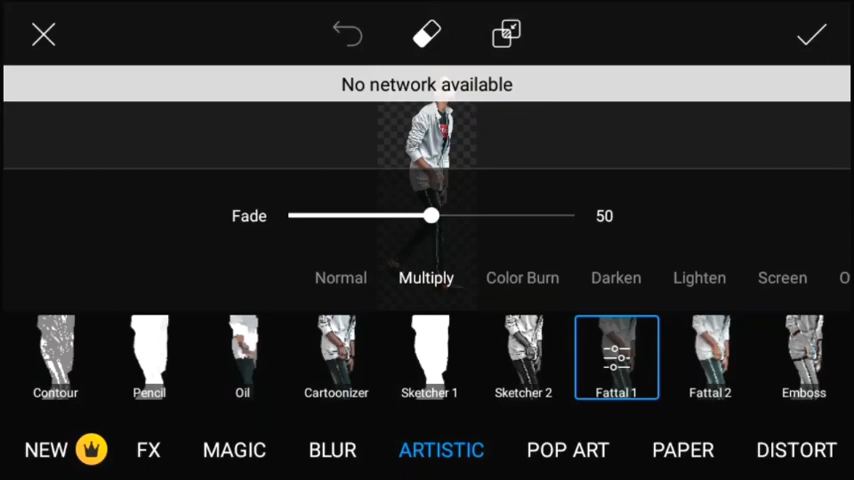 No network available
Fade 50
Normal Multiply Color Burn Darken Lighten Screen O
Contour Pencil Oil Cartoonizer Sketcher 1 Sketcher 2 Fattal 1 Fattal 2 Emboss
NEW FX MAGIC BLUR ARTISTIC POP ART PAPER DISTORT